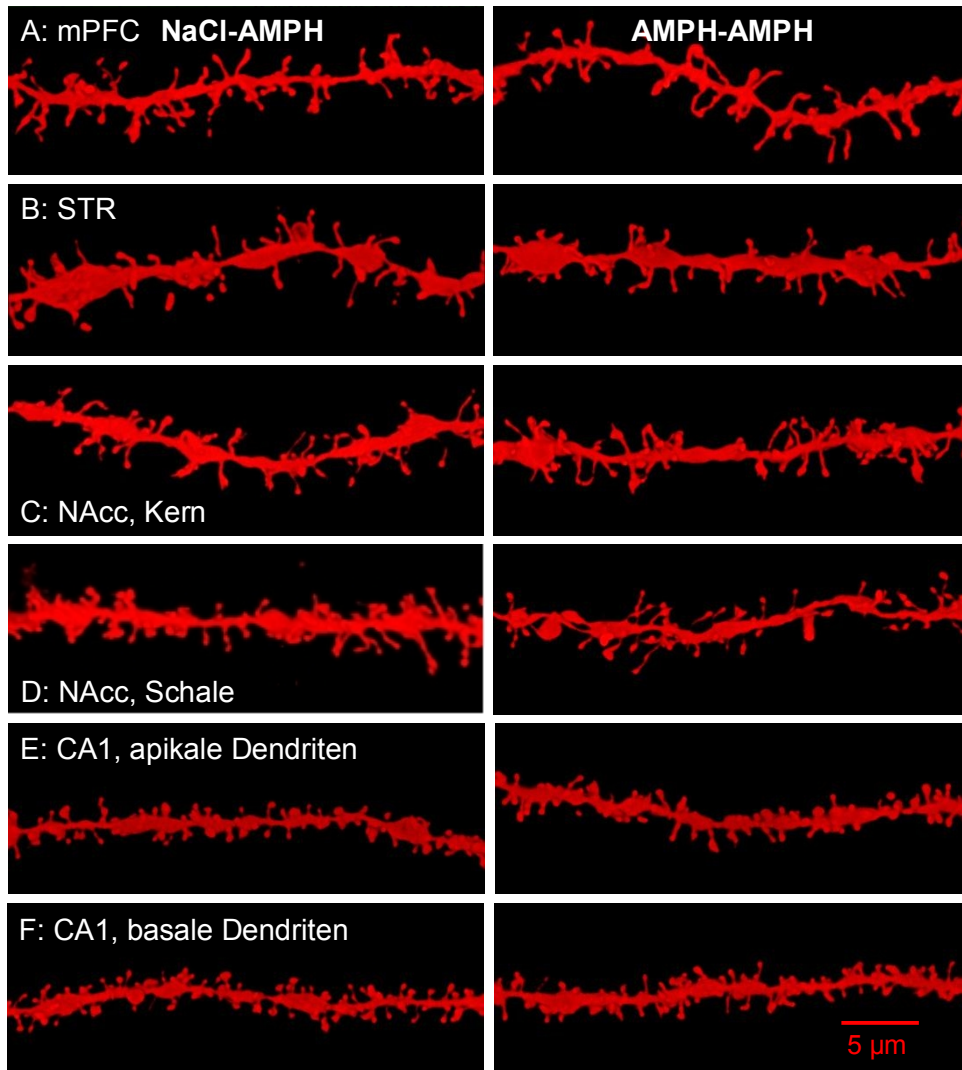 A: mPFC NaCl-AMPH
AMPH-AMPH
B: STR
C: NAcc, Kern
D: NAcc, Schale
E: CA1, apikale Dendriten
F: CA1, basale Dendriten
5 µm